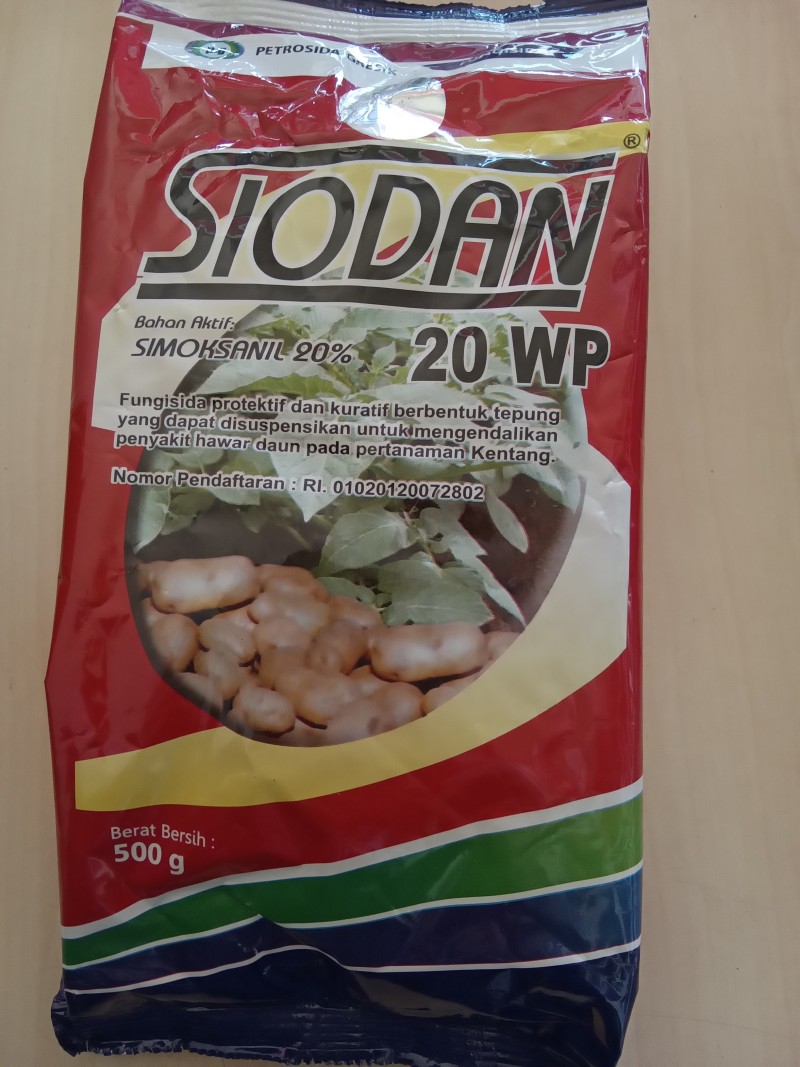 PETROSIDA GRESIK
SIODAN ®
Bahan Aktif:
SIMOKSANIL 20%
20 WP
Fungisida protektif dan kuratif berbentuk tepung
yang dapat disuspensikan untuk mengendalikan
penyakit hawar daun pada pertanaman Kentang.
Nomor Pendaftaran : RI. 01020120072802
Berat Bersih :
500 g